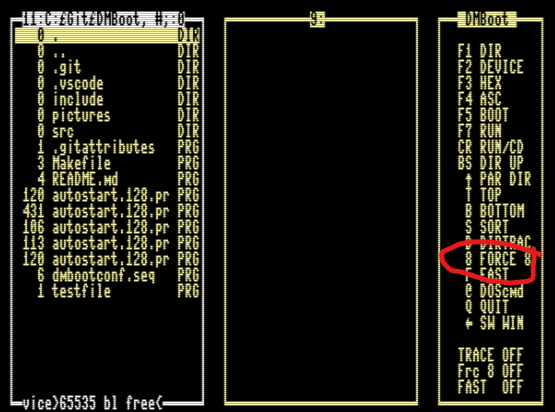 11:C:£Git£DMBoot, #;:0
0 . DIR
0 .. DIR
0 .git DIR
0 .vscode DIR
0 include DIR
0 pictures DIR
0 src DIR
1 .gitattributes PRG
3 Makefile PRG
4 README.md PRG
120 autostart.128.pr PRG
431 autostart.128.pr PRG
106 autostart.128.pr PRG
113 autostart.128.pr PRG
120 autostart.128.pr PRG
6 dmbootconf.seq PRG
1 testfile PRG
vice>65535 bl free<
9:
DMBoot
F1 DIR
F2 DEVICE
F3 HEX
F4 ASC
F5 BOOT
F7 RUN
CR RUN/CD
BS DIR UP
↑ PAR DIR
T TOP
B BOTTOM
S SORT
D DIRTRAC
8 FORCE 8
F FAST
@ DOScmd
Q QUIT
← SW WIN
TRACE OFF
Frc 8 OFF
FAST OFF